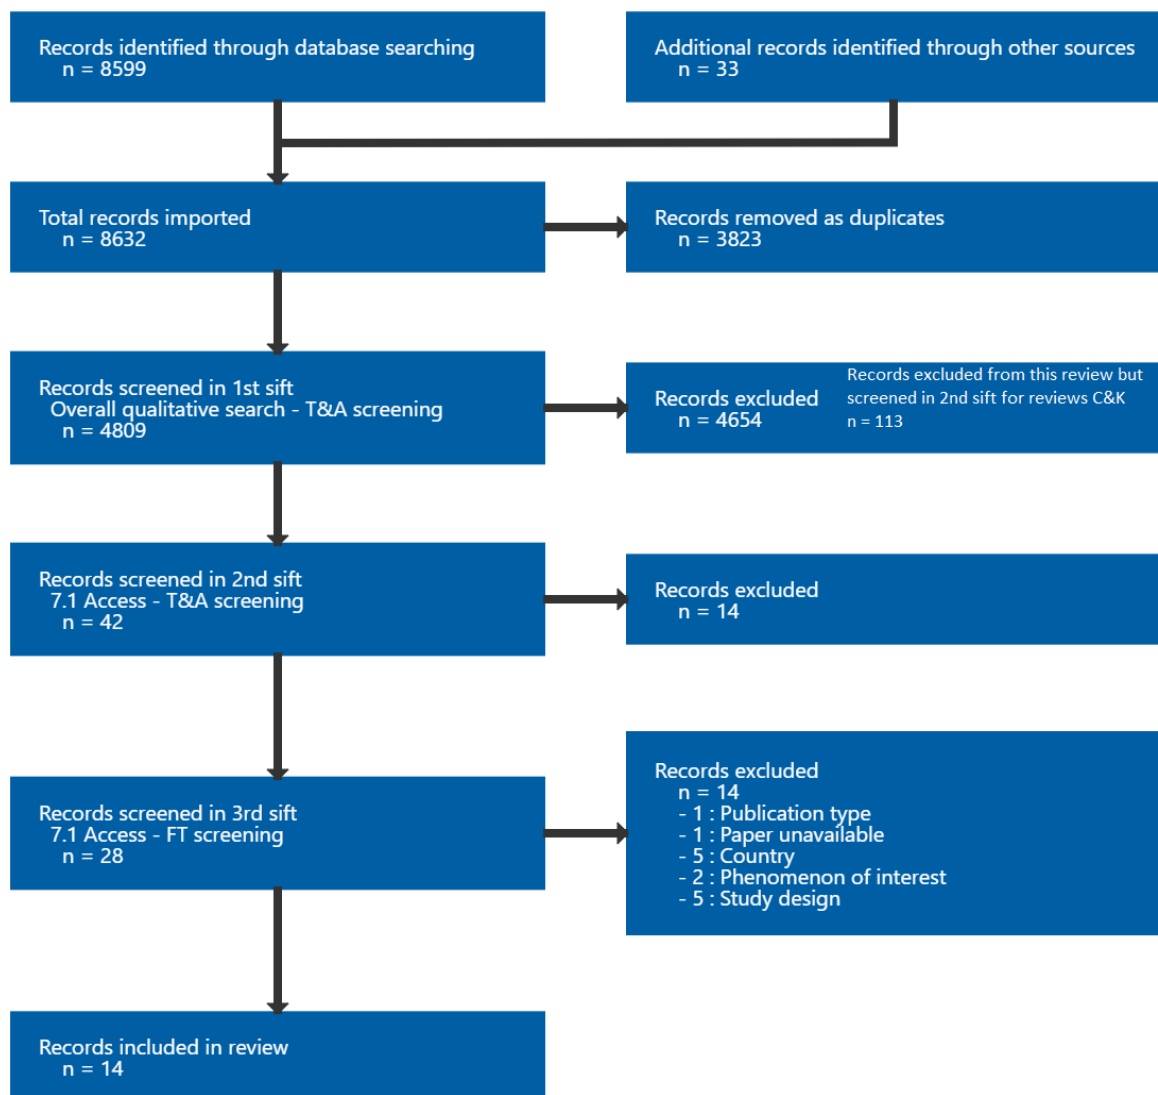 Records identified through database searching
n = 8599
Additional records identified through other sources
n = 33
Total records imported
n = 8632
Records removed as duplicates
n = 3823
Records screened in 1st sift
Overall qualitative search - T&A screening
n = 4809
Records excluded
n = 4654
Records excluded from this review but
screened in 2nd sift for reviews C&K
n = 113
Records screened in 2nd sift
7.1 Access - T&A screening
n = 42
Records excluded
n = 14
Records screened in 3rd sift
7.1 Access - FT screening
n = 28
Records excluded
n = 14
- 1 : Publication type
- 1 : Paper unavailable
- 5 : Country
- 2 : Phenomenon of interest
- 5 : Study design
Records included in review
n = 14